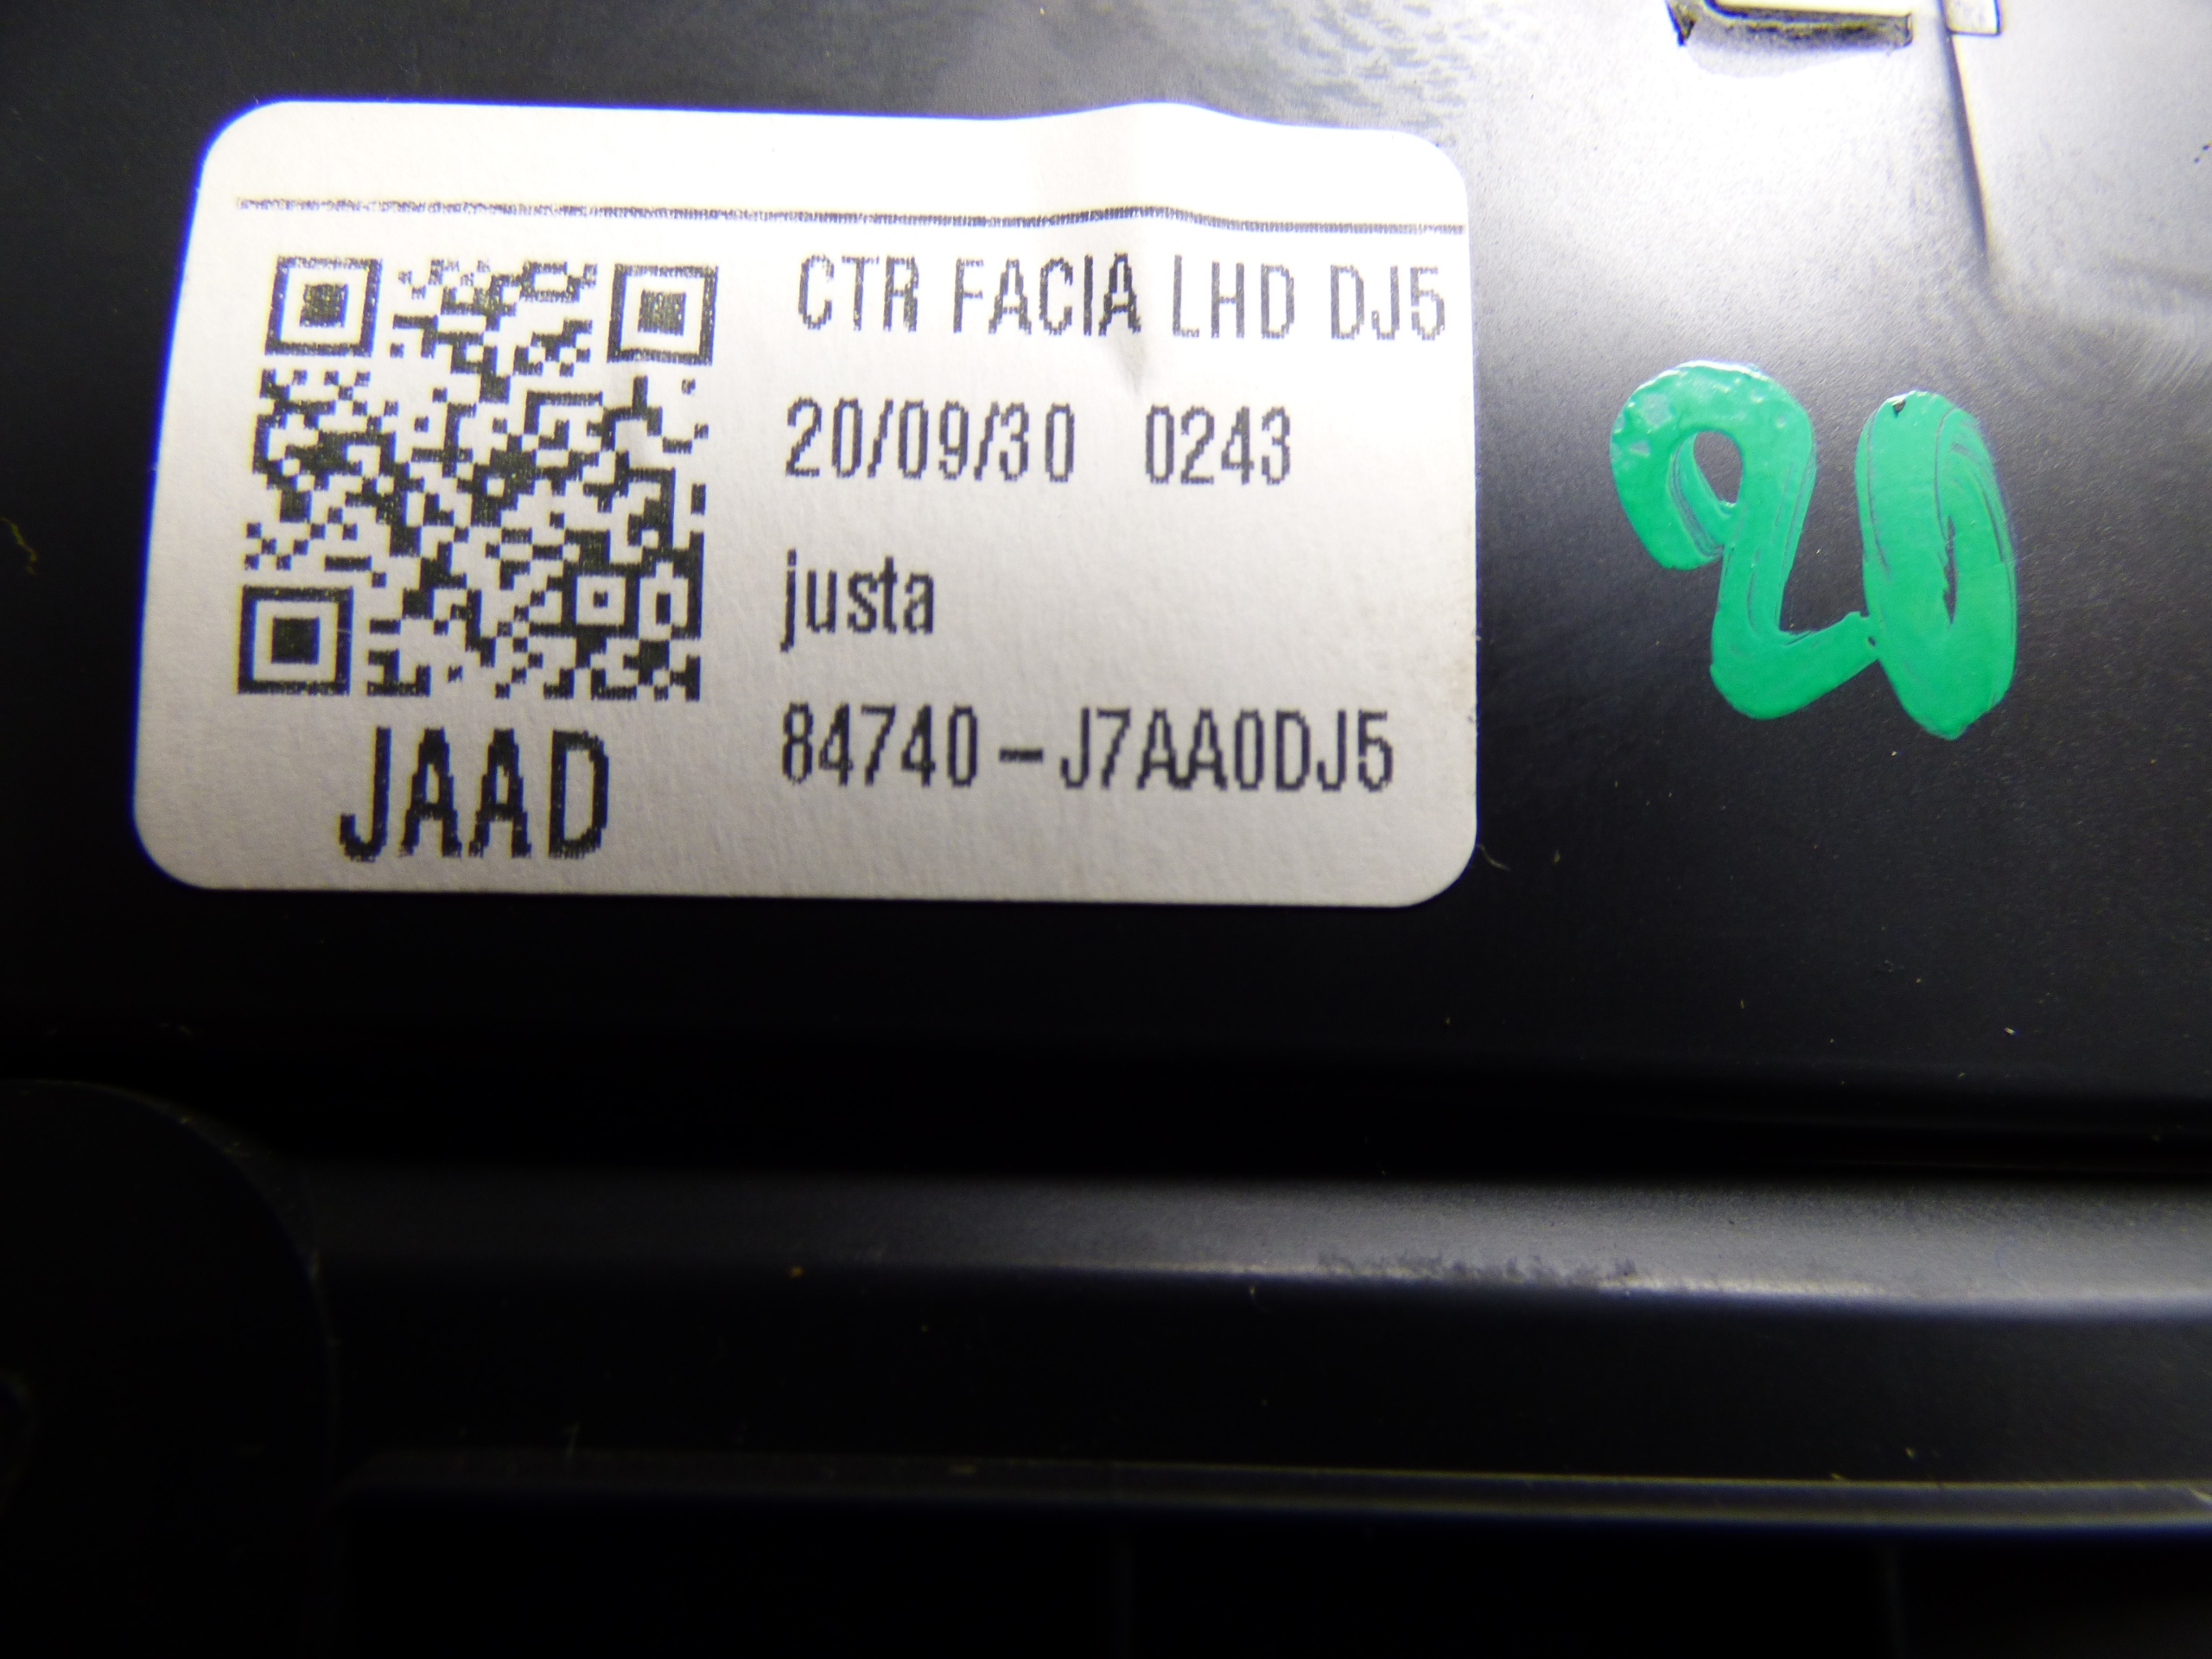 CTR FACIA LHD DJ5
20/09/30 0243
justa
84740-J7AA0DJ5
JAAD
20